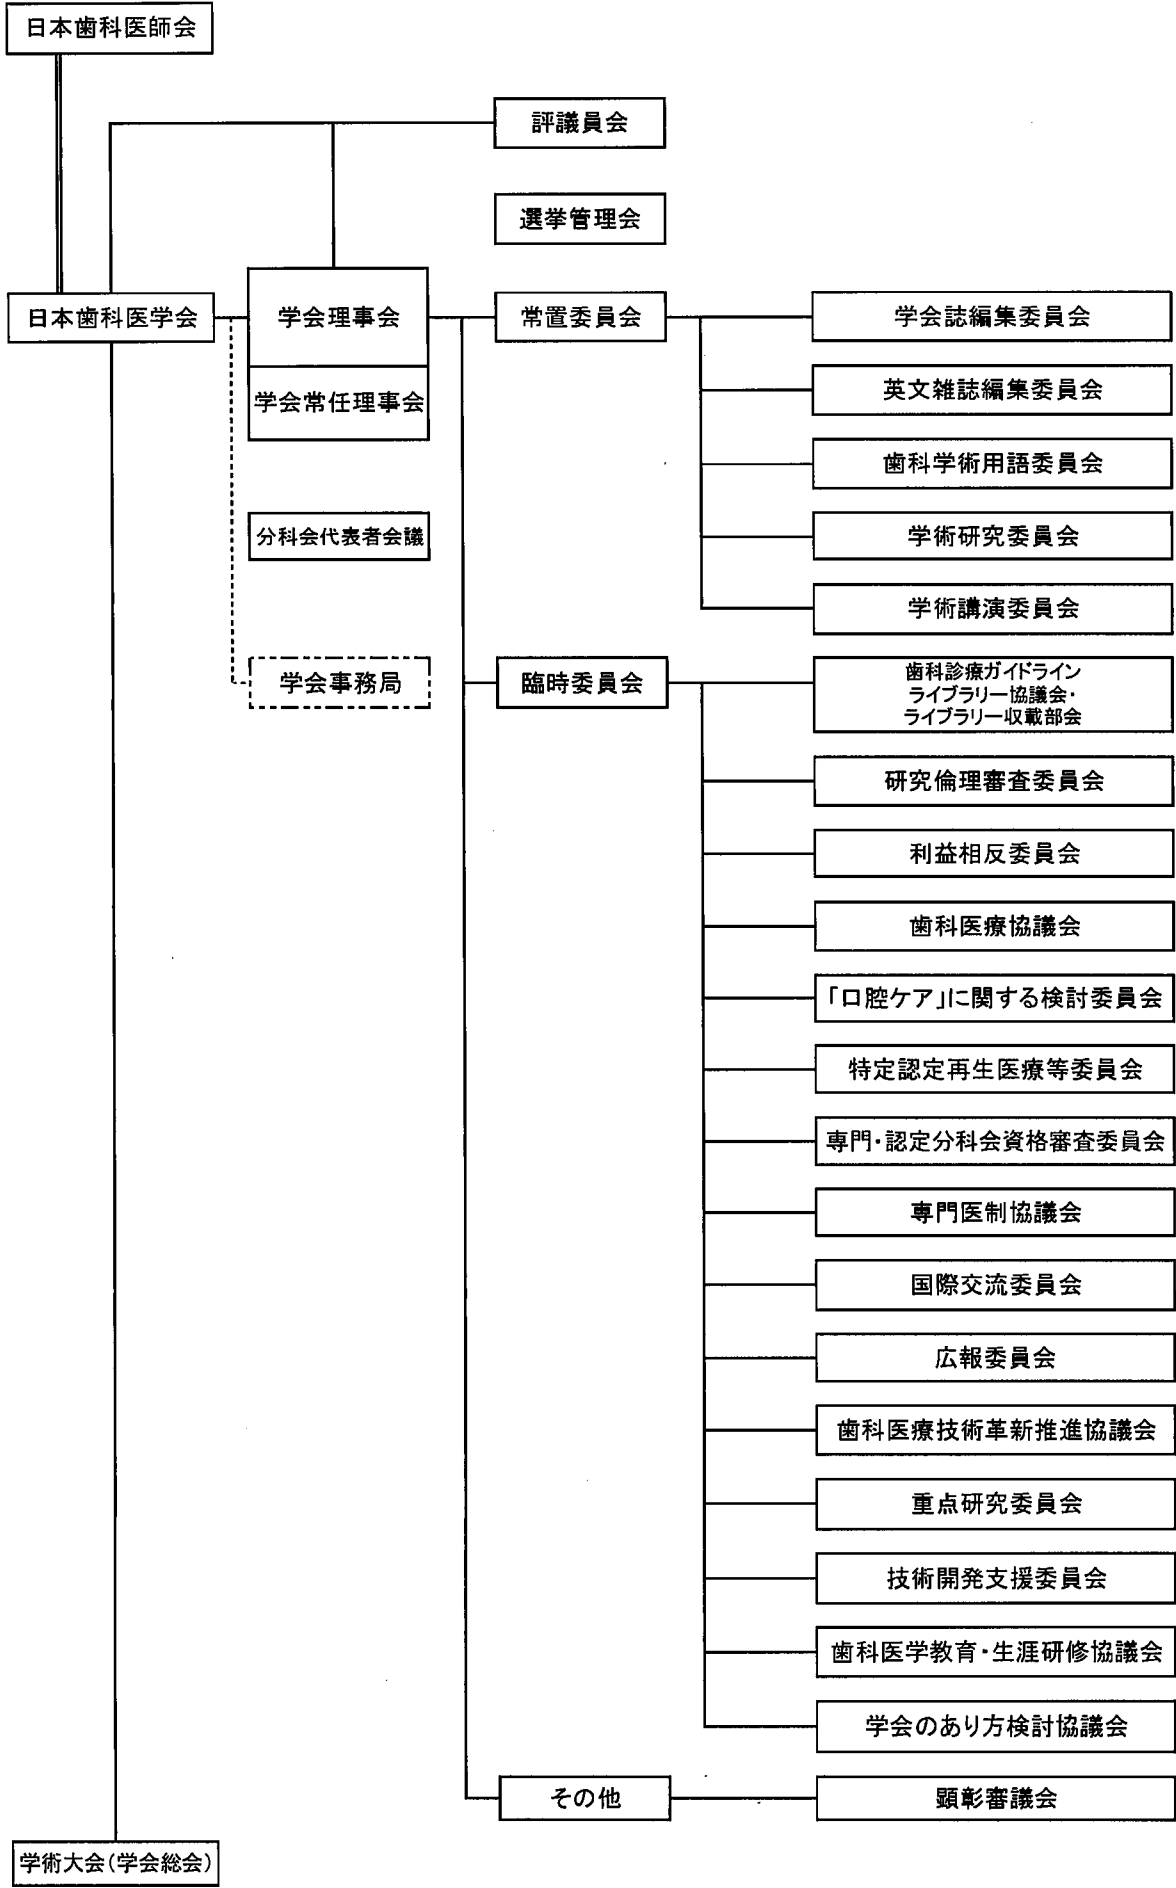 日本歯科医師会
評議員会
選挙管理会
日本歯科医学会
学会理事会
学会常任理事会
分科会代表者会議
学会事務局
常置委員会
学会誌編集委員会
英文雑誌編集委員会
歯科学術用語委員会
学術研究委員会
学術講演委員会
臨時委員会
歯科診療ガイドライン
ライブラリー協議会・
ライブラリー収載部会
研究倫理審査委員会
利益相反委員会
歯科医療協議会
「口腔ケア」に関する検討委員会
特定認定再生医療等委員会
専門・認定分科会資格審査委員会
専門医制協議会
国際交流委員会
広報委員会
歯科医療技術革新推進協議会
重点研究委員会
技術開発支援委員会
歯科医学教育・生涯研修協議会
学会のあり方検討協議会
その他
顕彰審議会
学術大会(学会総会)